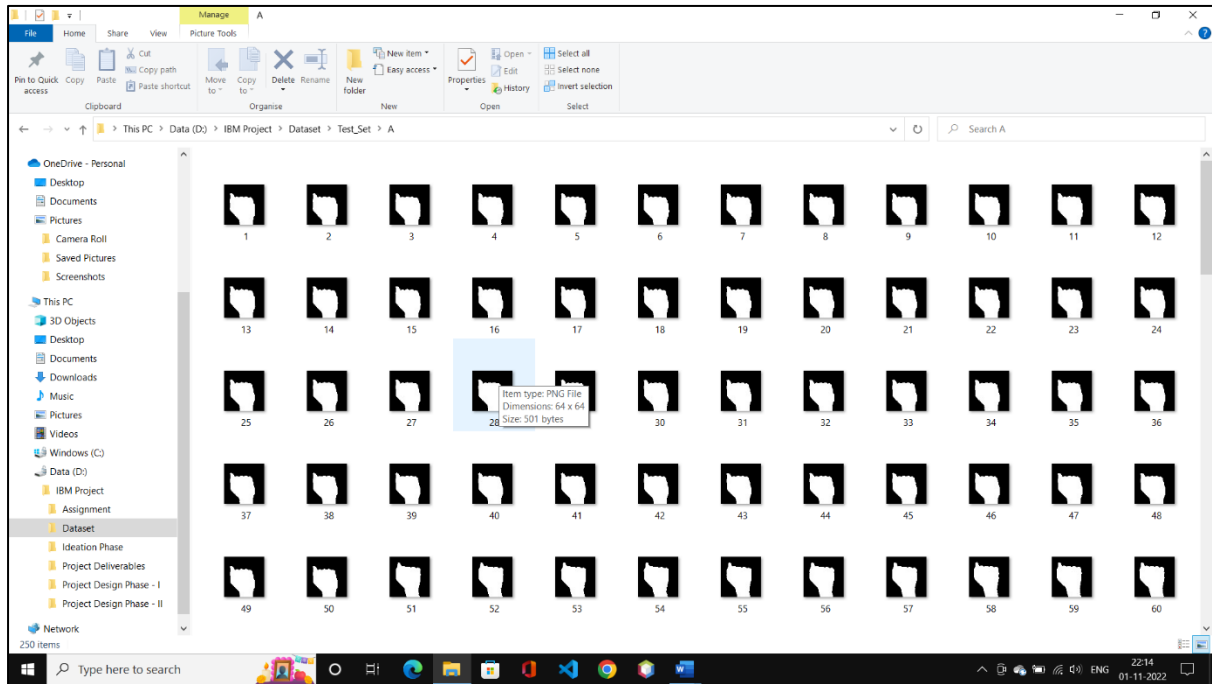 Manage A
File Home Share View Picture Tools
Pin to Quick access
Copy
Paste
Cut
Copy path
Paste shortcut
Move to
Copy to
Delete
Rename
New folder
New item
Easy access
Properties
Open
Edit
History
Select all
Select none
Invert selection
Clipboard Organise New Open Select
This PC > Data (D:) > IBM Project > Dataset > Test_Set > A
Search A
OneDrive - Personal
Desktop
Documents
Pictures
Camera Roll
Saved Pictures
Screenshots
This PC
3D Objects
Desktop
Documents
Downloads
Music
Pictures
Videos
Windows (C:)
Data (D:)
IBM Project
Assignment
Dataset
Ideation Phase
Project Deliverables
Project Design Phase - I
Project Design Phase - II
Network
1 2 3 4 5 6 7 8 9 10 11 12
13 14 15 16 17 18 19 20 21 22 23 24
25 26 27 28 30 31 32 33 34 35 36
Item type: PNG File
Dimensions: 64 x 64
Size: 501 bytes
37 38 39 40 41 42 43 44 45 46 47 48
49 50 51 52 53 54 55 56 57 58 59 60
250 items
Type here to search
ENG
22:14
01-11-2022